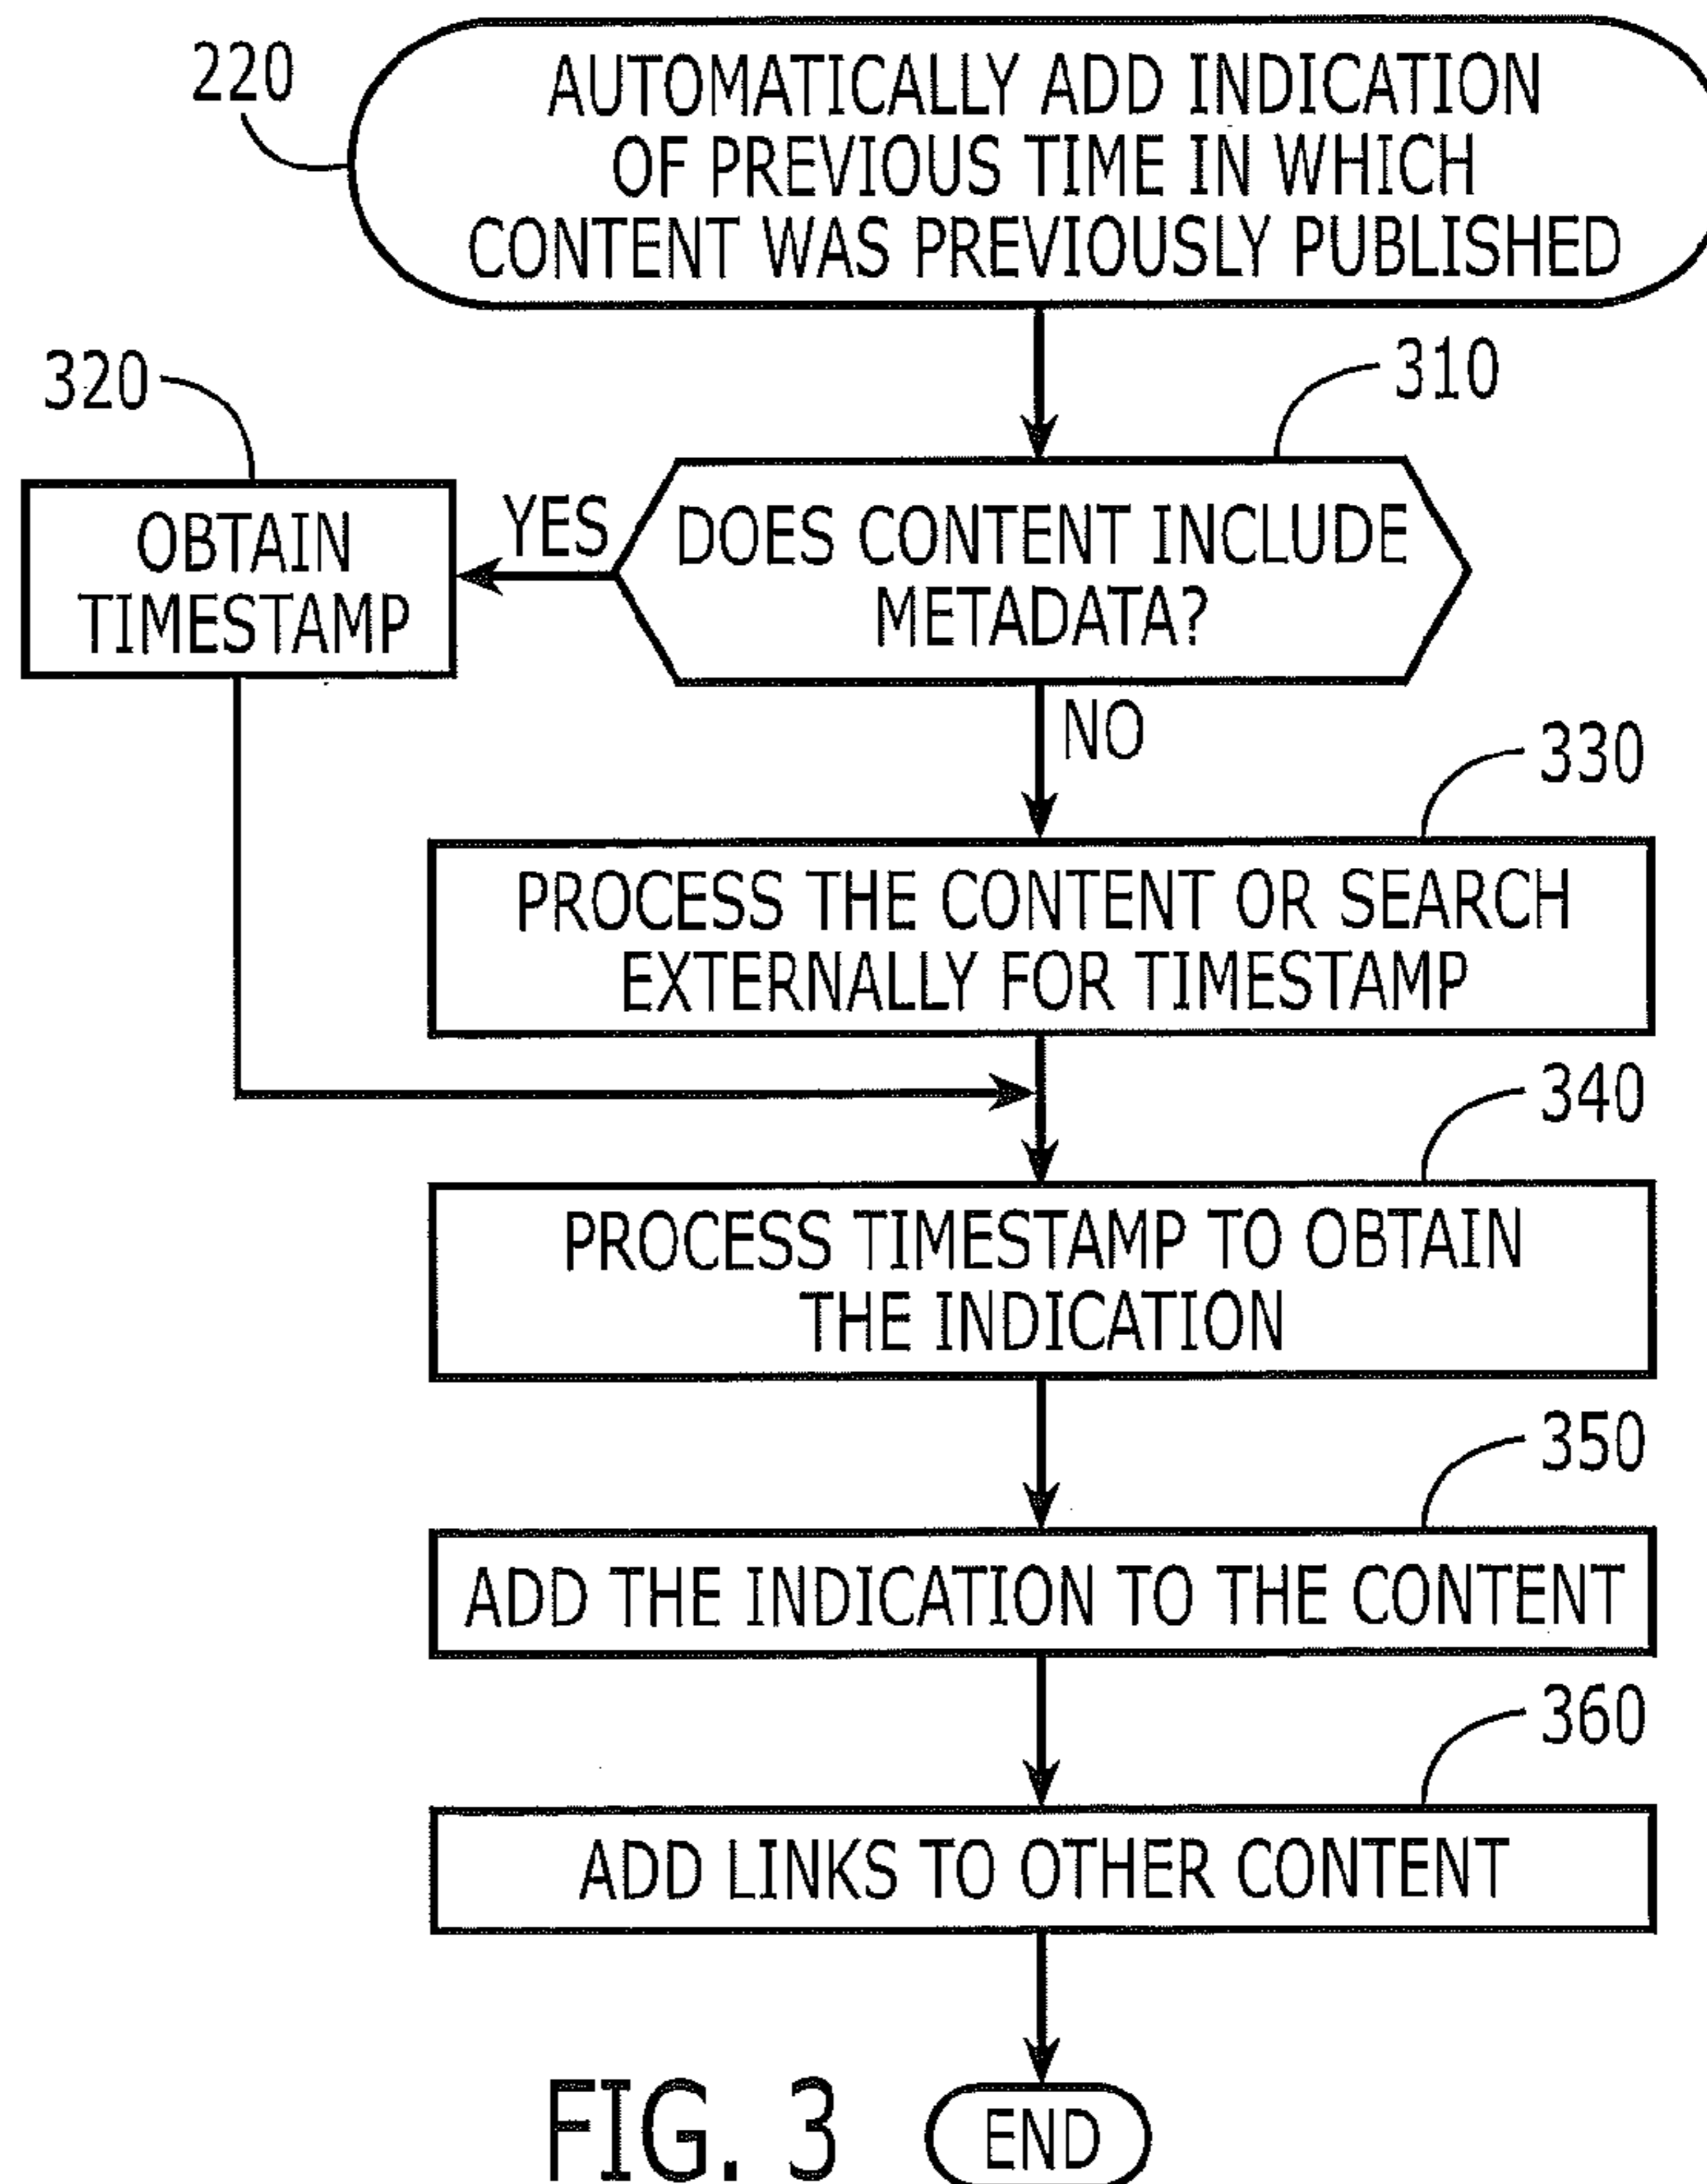 220
AUTOMATICALLY ADD INDICATION
OF PREVIOUS TIME IN WHICH
CONTENT WAS PREVIOUSLY PUBLISHED
310
320
DOES CONTENT INCLUDE
METADATA?
YES
OBTAIN
TIMESTAMP
NO
330
PROCESS THE CONTENT OR SEARCH
EXTERNALLY FOR TIMESTAMP
340
PROCESS TIMESTAMP TO OBTAIN
THE INDICATION
350
ADD THE INDICATION TO THE CONTENT
360
ADD LINKS TO OTHER CONTENT
END
FIG. 3